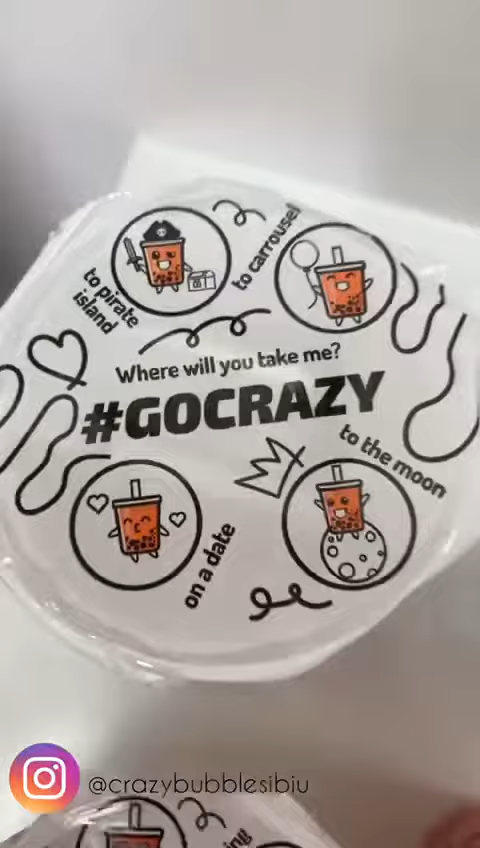 to pirate
island
to carrousel
Where will you take me?
#GOCRAZY
to the moon
on a date
@crazybubblesibiu